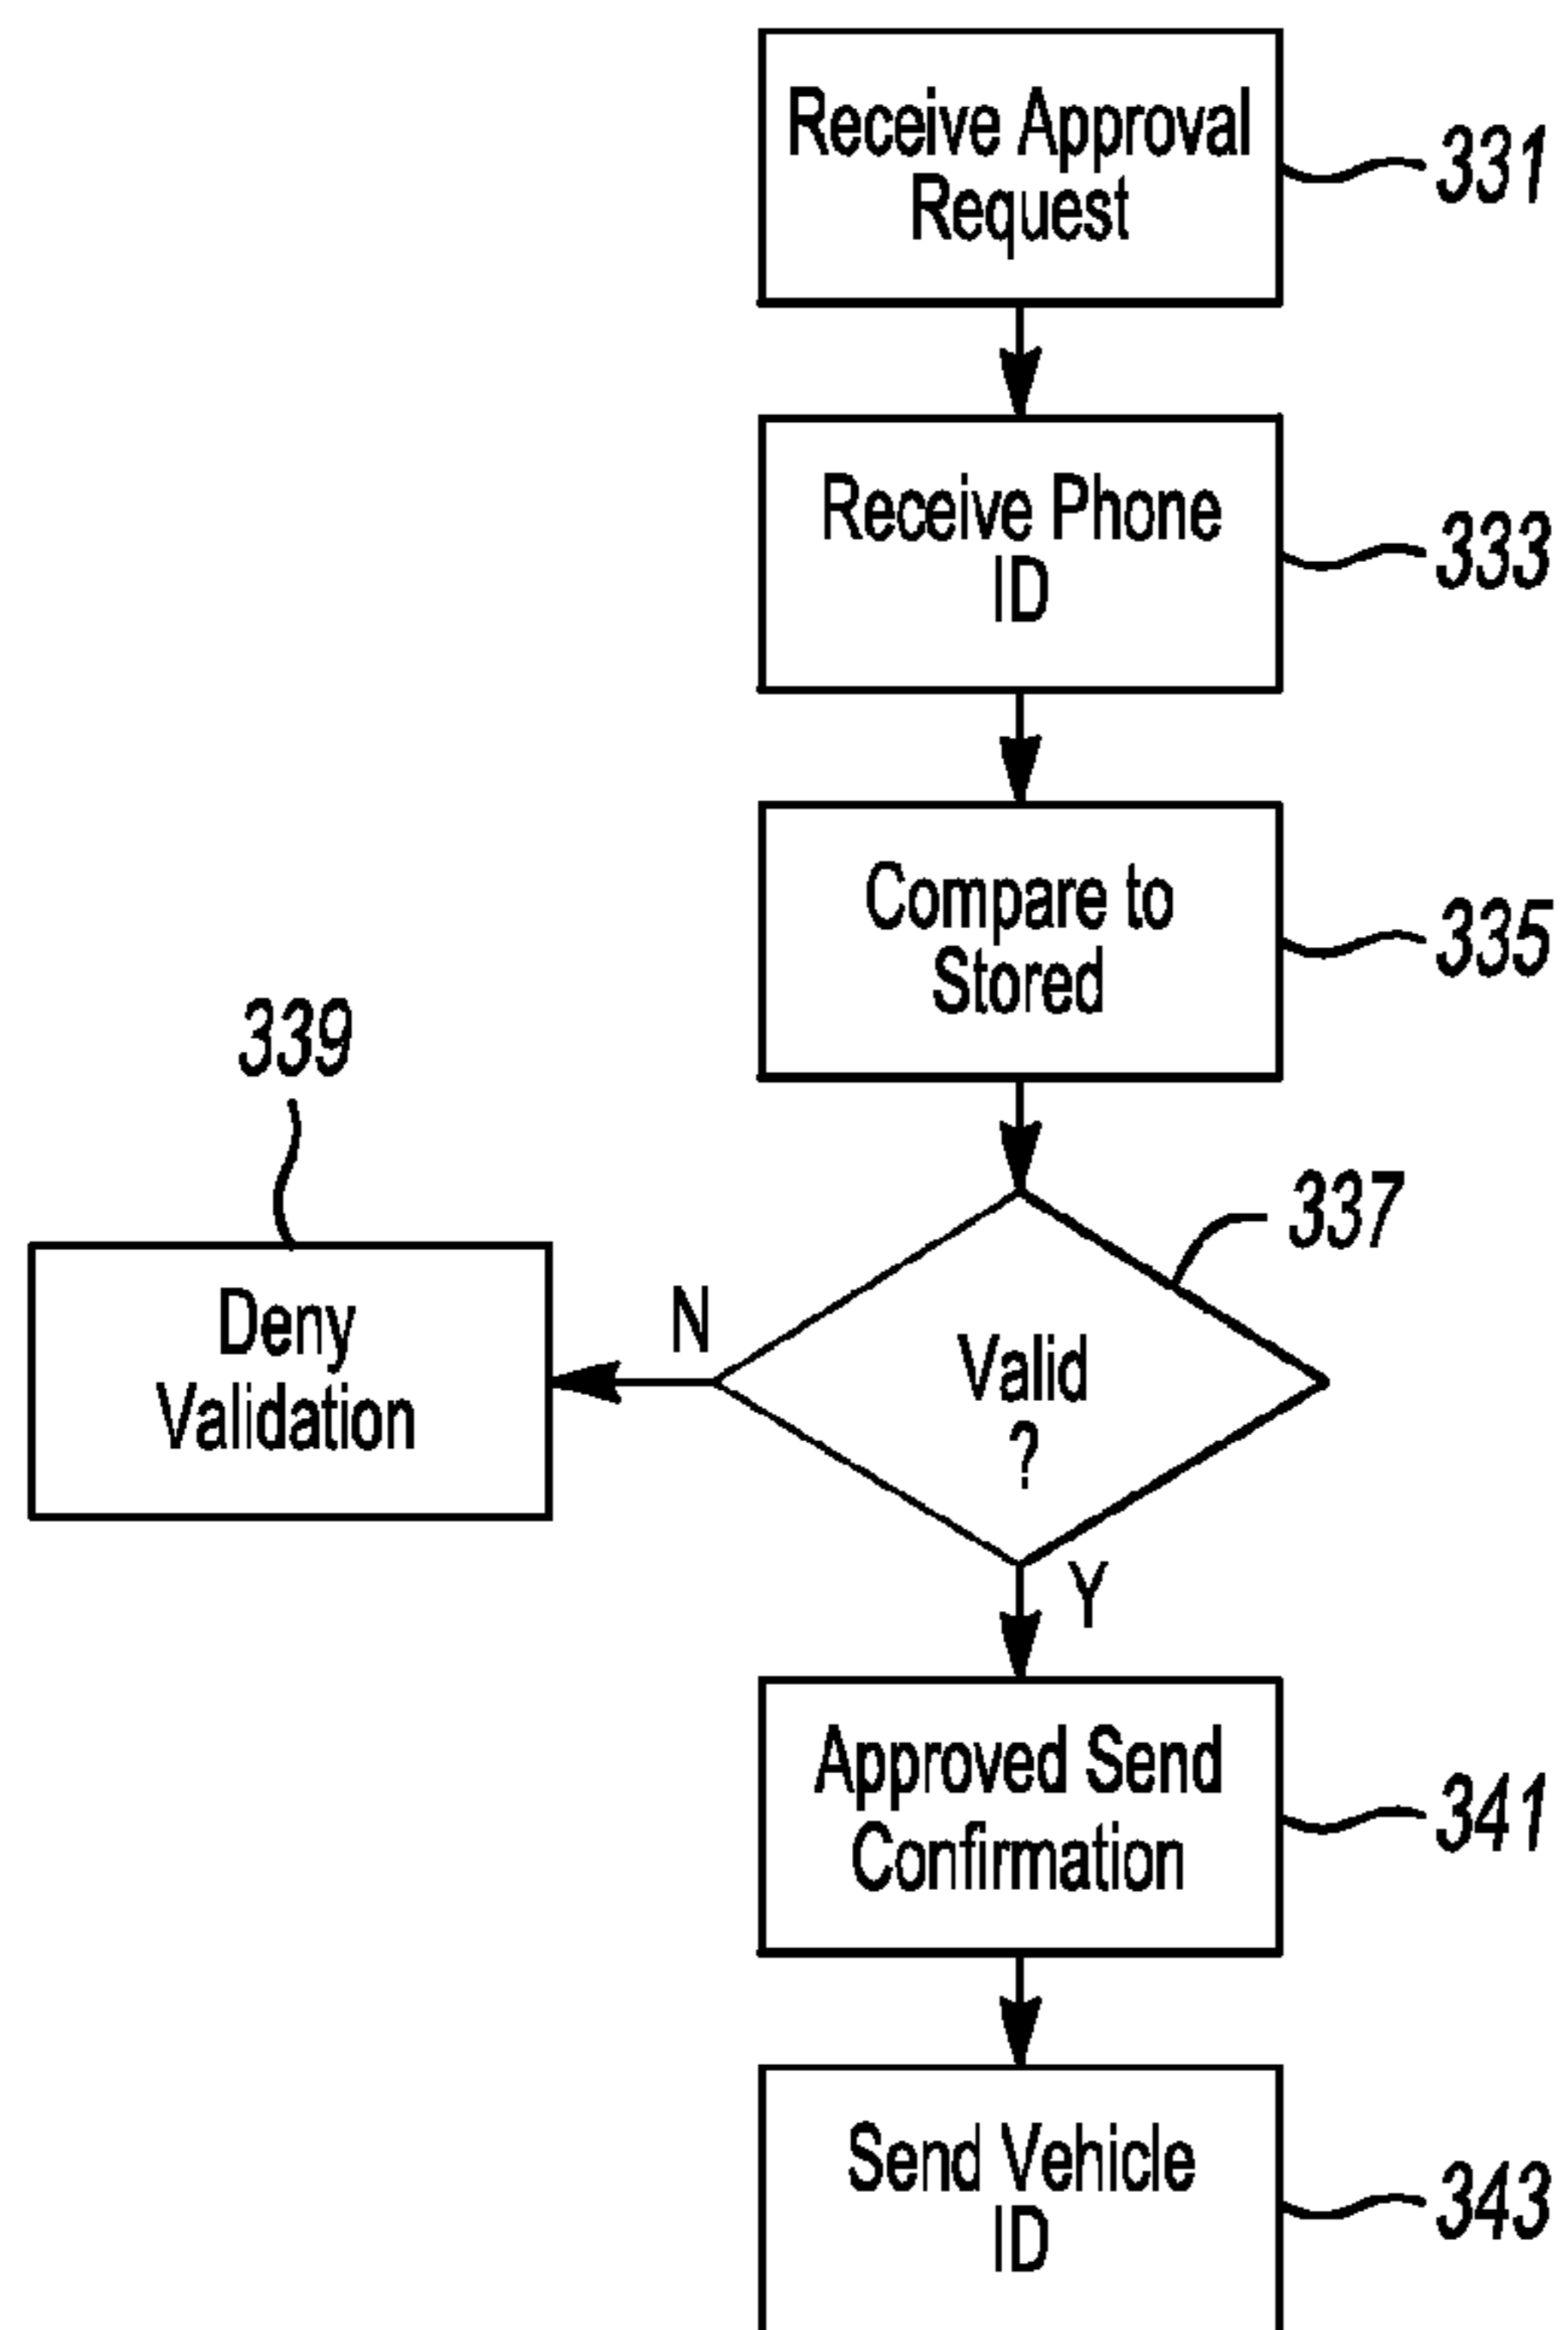 Receive Approval
Request
331
Receive Phone
ID
333
Compare to
Stored
335
339
337
Deny
Validation
N
Valid
?
Y
Approved Send
Confirmation
341
Send Vehicle
ID
343